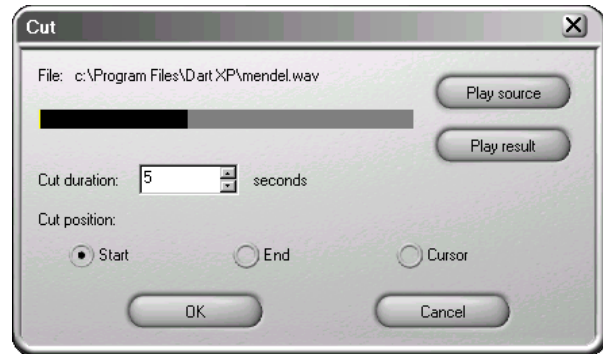 Cut
File: c:\Program Files\Dart XP\mendel.wav
Play source
Play result
Cut duration: 5 seconds
Cut position:
Start End Cursor
OK Cancel